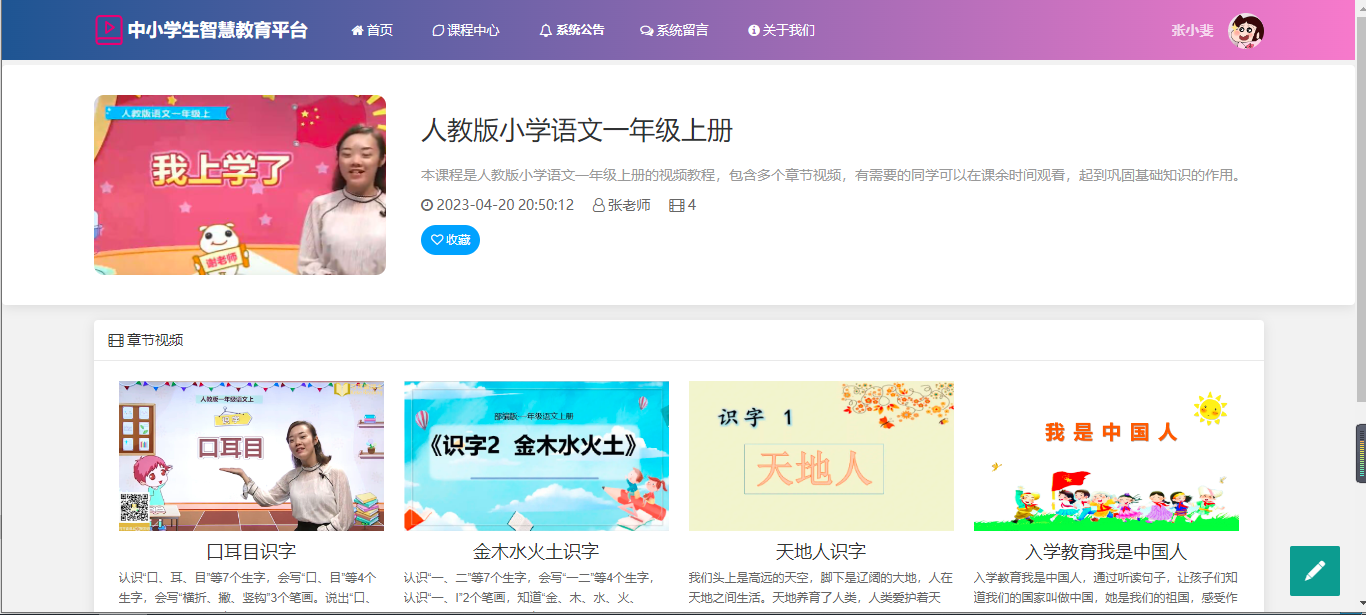 中小学生智慧教育平台
首页
课程中心
系统公告
系统留言
关于我们
张小斐
人教版语文一年级上
我上学了
谢老师
人教版小学语文一年级上册
本课程是人教版小学语文一年级上册的视频教程，包含多个章节视频，有需要的同学可以在课余时间观看，起到巩固基础知识的作用。
2023-04-20 20:50:12 张老师 4
收藏
章节视频
人教版一年级语文上
口耳目
部编版一年级语文上册
《识字2 金木水火土》
识字 1
天地人
我是中国人
口耳目识字
认识“口、耳、目”等7个生字，会写“口、目”等4个
生字，会写“横折、撇、竖钩”3个笔画。说出“口、
金木水火土识字
认识“一、二”等7个生字，会写“一二”等4个生字，
认识“一、l”2个笔画，知道“金、木、水、火、
天地人识字
我们头上是高远的天空，脚下是辽阔的大地，人在
天地之间生活。天地养育了人类，人类爱护着天
入学教育我是中国人
入学教育我是中国人，通过听读句子，让孩子们知
道我们的国家叫做中国，她是我们的祖国，感受作